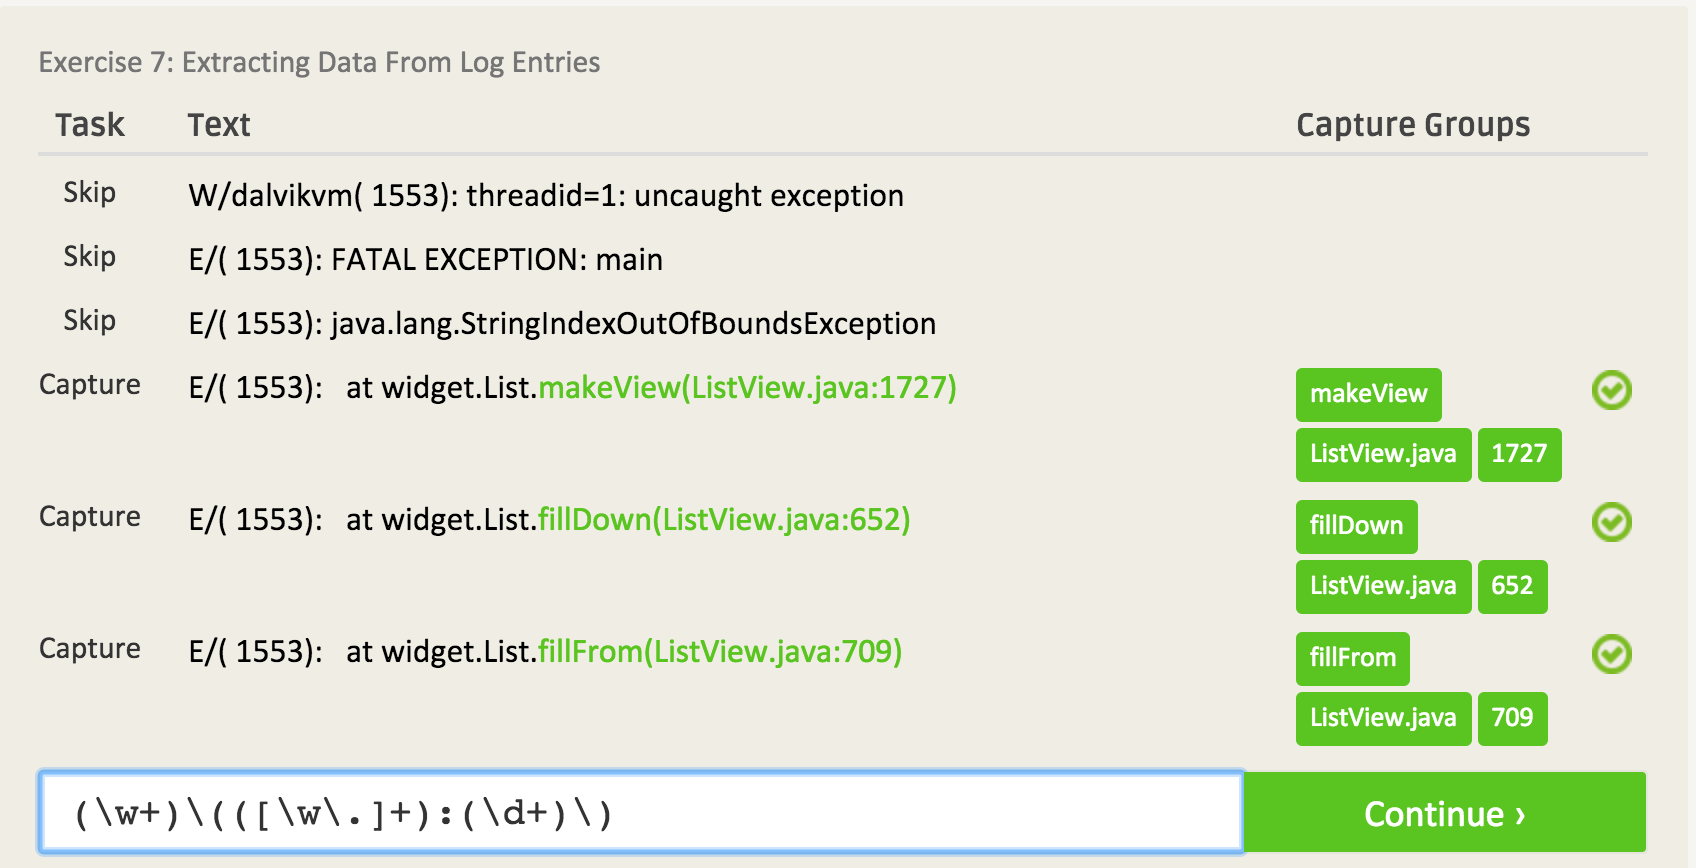 Exercise 7: Extracting Data From Log Entries
Task Text Capture Groups
Skip W/dalvikvm( 1553): threadid=1: uncaught exception
Skip E/( 1553): FATAL EXCEPTION: main
Skip E/( 1553): java.lang.StringIndexOutOfBoundsException
Capture E/( 1553):   at widget.List.makeView(ListView.java:1727) makeView
ListView.java 1727
Capture E/( 1553):   at widget.List.fillDown(ListView.java:652) fillDown
ListView.java 652
Capture E/( 1553):   at widget.List.fillFrom(ListView.java:709) fillFrom
ListView.java 709
(\w+)\(([\w\.]+):(\d+)\) Continue ›